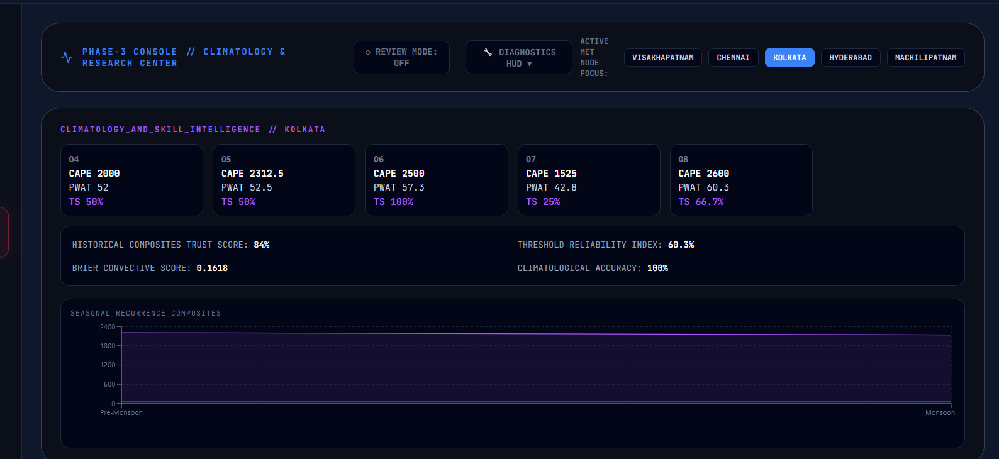 PHASE-3 CONSOLE // CLIMATOLOGY &
RESEARCH CENTER
○ REVIEW MODE:
OFF
🔧 DIAGNOSTICS
HUD ▼
ACTIVE
MET
NODE
FOCUS:
VISAKHAPATNAM
CHENNAI
KOLKATA
HYDERABAD
MACHILIPATNAM
CLIMATOLOGY_AND_SKILL_INTELLIGENCE // KOLKATA
04
CAPE 2000
PWAT 52
TS 50%
05
CAPE 2312.5
PWAT 52.5
TS 50%
06
CAPE 2500
PWAT 57.3
TS 100%
07
CAPE 1525
PWAT 42.8
TS 25%
08
CAPE 2600
PWAT 60.3
TS 66.7%
HISTORICAL COMPOSITES TRUST SCORE: 84%
THRESHOLD RELIABILITY INDEX: 60.3%
BRIER CONVECTIVE SCORE: 0.1618
CLIMATOLOGICAL ACCURACY: 100%
SEASONAL_RECURRENCE_COMPOSITES
2400
1800
1200
600
0
Pre-Monsoon
Monsoon